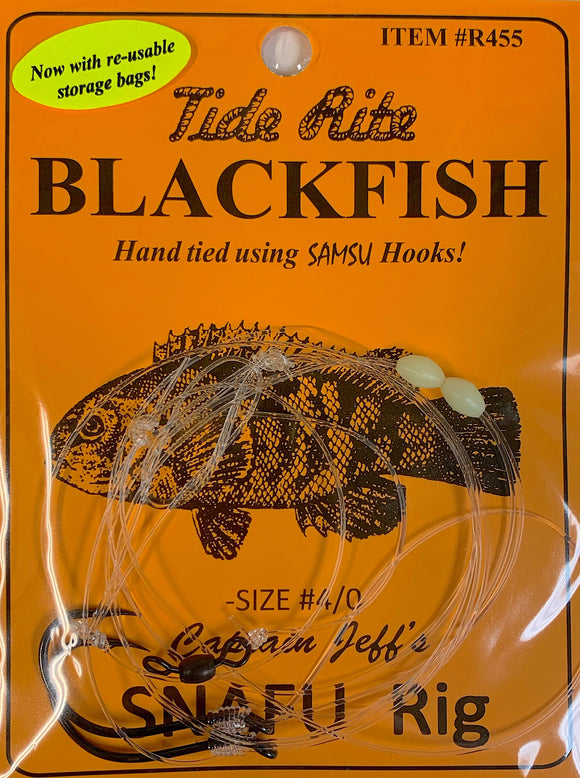 ITEM #R455
Now with re-usable
storage bags!
Tide Rite
BLACKFISH
Hand tied using SAMSU Hooks!
-SIZE #4/0
Captain Jeff's
SNAFU Rig